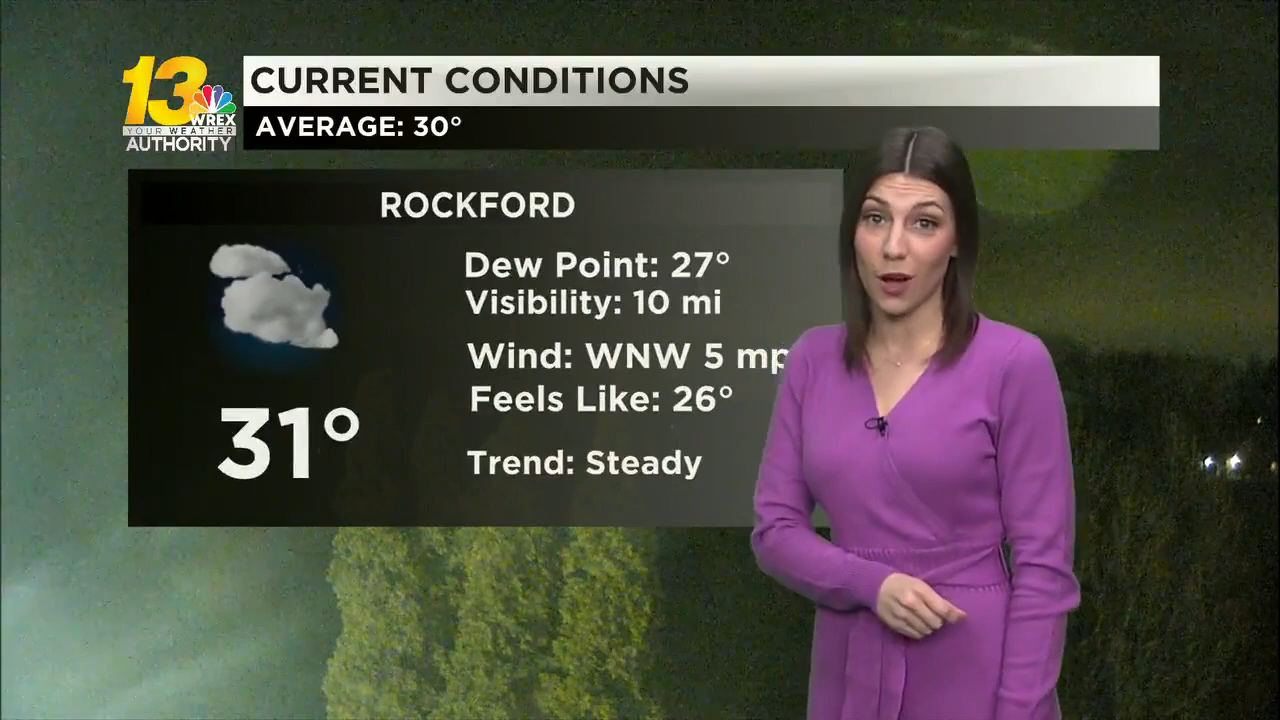 13
WREX
YOUR WEATHER
AUTHORITY
CURRENT CONDITIONS
AVERAGE: 30°
ROCKFORD
Dew Point: 27°
Visibility: 10 mi
Wind: WNW 5 mp
Feels Like: 26°
31°
Trend: Steady